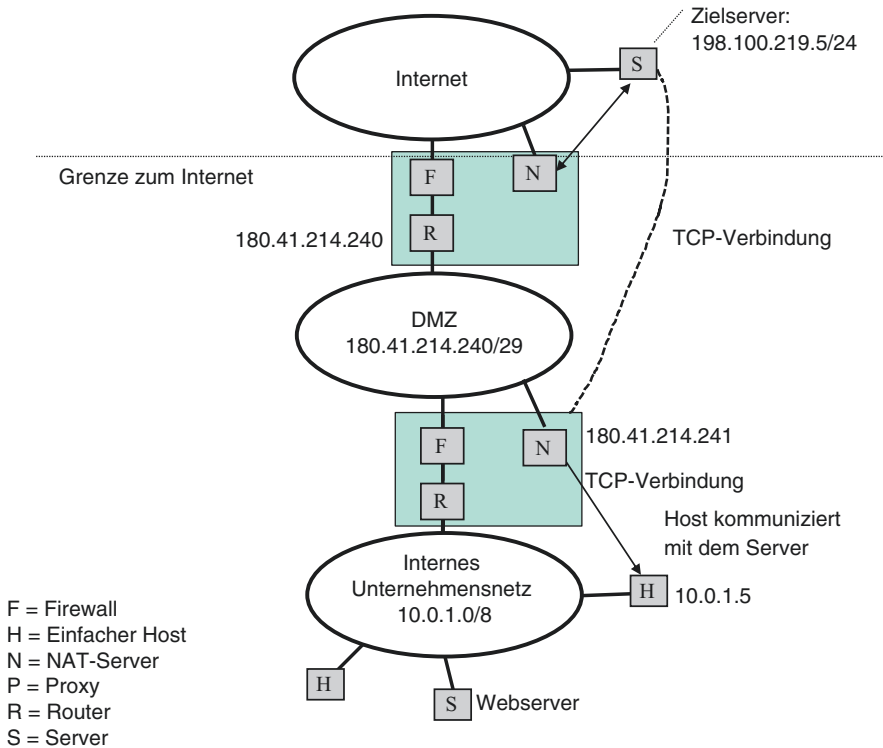 Zielserver:
198.100.219.5/24
S
Internet
Grenze zum Internet
F
N
R
180.41.214.240
TCP-Verbindung
DMZ
180.41.214.240/29
F
N
180.41.214.241
R
TCP-Verbindung
Host kommuniziert
mit dem Server
Internes
Unternehmensnetz
10.0.1.0/8
H
10.0.1.5
F = Firewall
H = Einfacher Host
N = NAT-Server
P = Proxy
R = Router
S = Server
H
S
Webserver